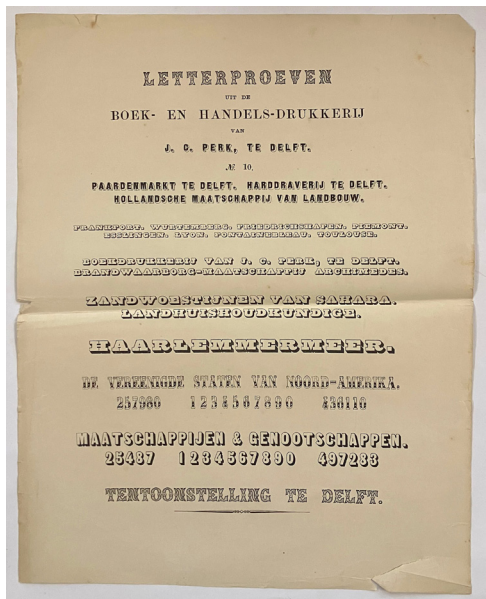 LETTERPROEVEN
UIT DE
BOEK- EN HANDELS-DRUKKERIJ
VAN
J. C. PERK, TE DELFT.
№ 10.
PAARDENMARKT TE DELFT. HARDDRAVERIJ TE DELFT.
HOLLANDSCHE MAATSCHAPPIJ VAN LANDBOUW.
FRANKFORT. WURTEMBERG. FRIEDRICHSHAFEN. PIEMONT.
ESSLINGEN. LYON. FONTAINEBLEAU. TOULOUSE.
BOEKDRUKKERIJ VAN J. C. PERK, TE DELFT.
BRANDWAARBORG-MAATSCHAPPIJ ARCHIMEDES.
ZANDWOESTIJNEN VAN SAHARA.
LANDHUISHOUDKUNDIGE.
HAARLEMMERMEER.
DE VEREENIGDE STATEN VAN NOORD-AMERIKA.
257980 1234567890 436110
MAATSCHAPPIJEN & GENOOTSCHAPPEN.
25487 1234567890 497283
TENTOONSTELLING TE DELFT.